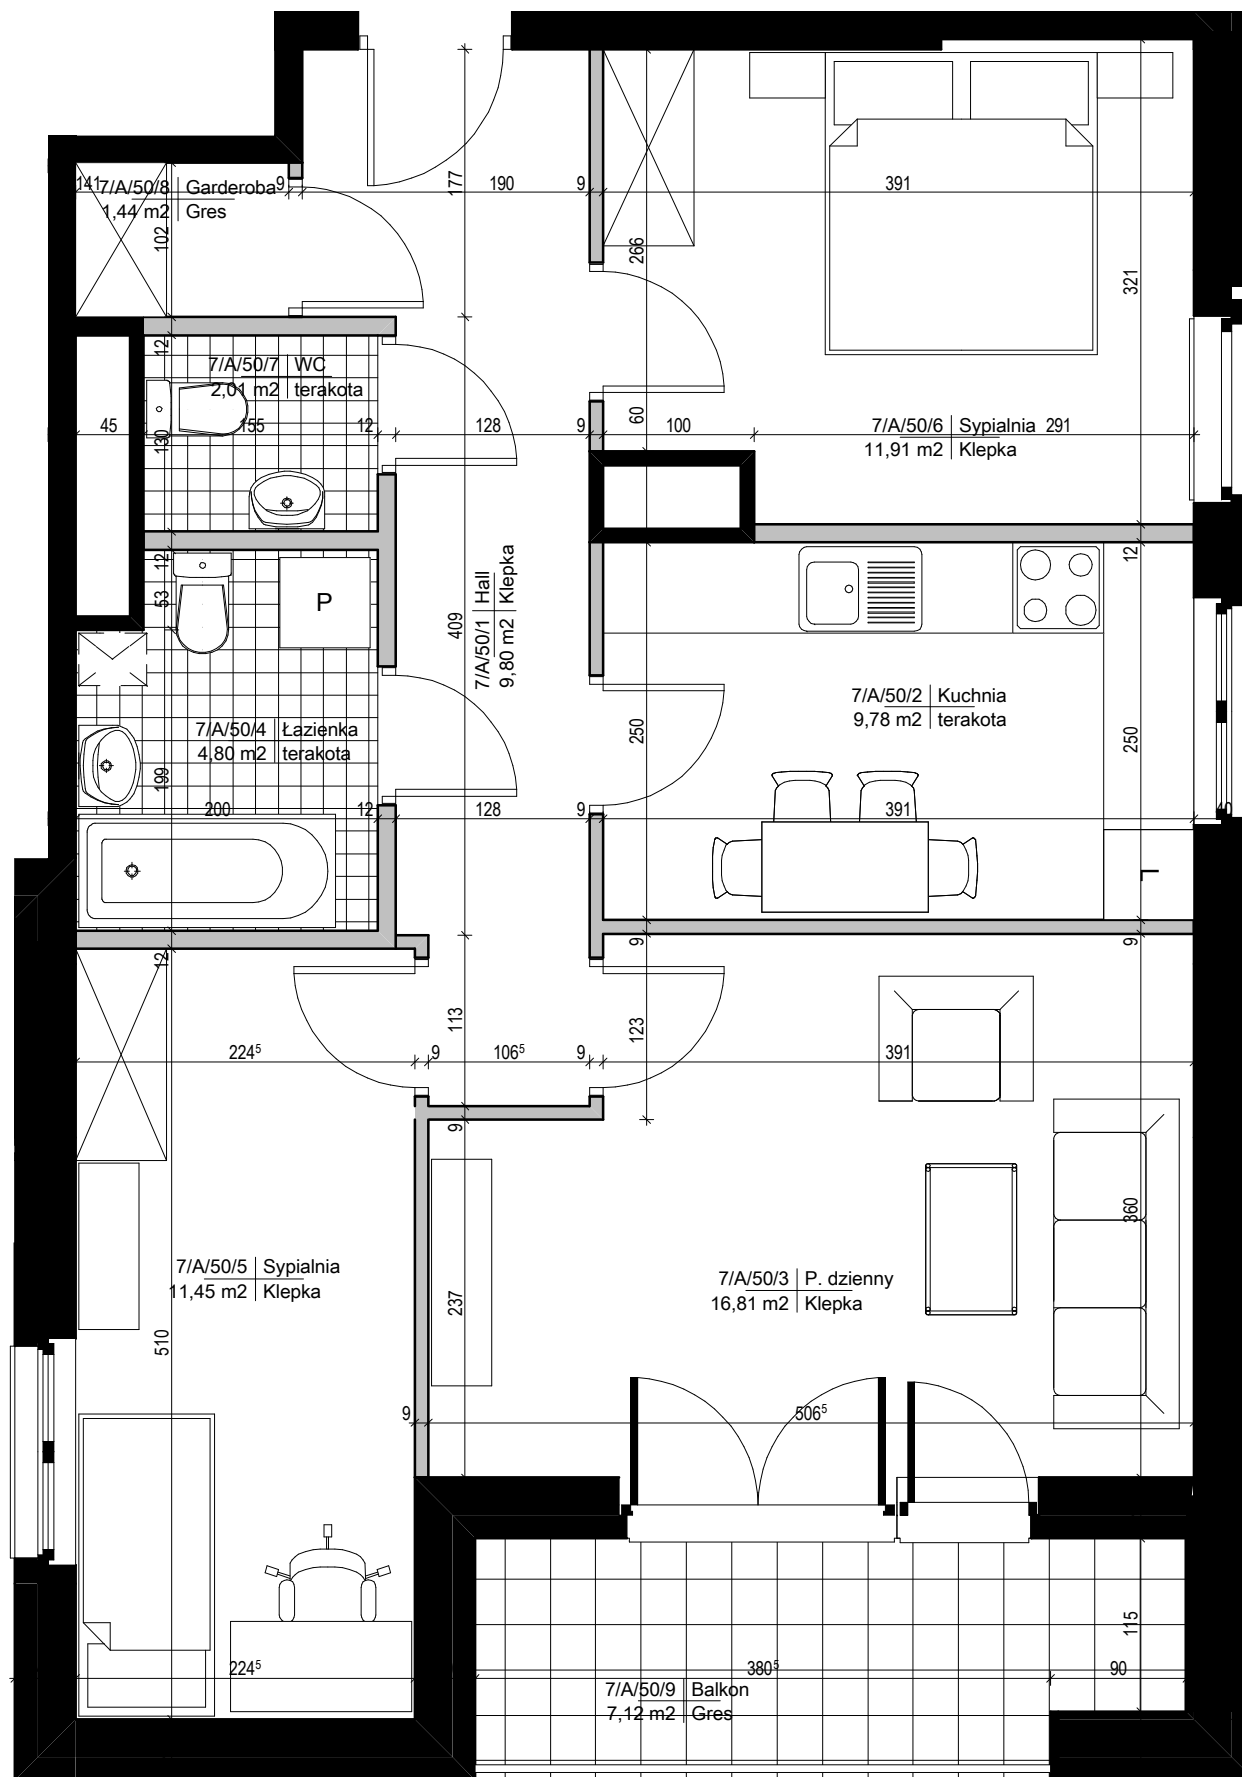 141
7/A/50/8 Garderoba
1,44 m2 Gres
9
177
190
9
391
102
266
321
12
7/A/50/7 WC
2,01 m2 terakota
45
155
130
12
128
9
60
100
7/A/50/6 Sypialnia
11,91 m2 Klepka
291
12
53
P
409
7/A/50/1 Hall
9,80 m2 Klepka
12
7/A/50/2 Kuchnia
9,78 m2 terakota
250
250
7/A/50/4 Łazienka
4,80 m2 terakota
199
200
12
128
9
391
40
L
12
9
9
113
123
224⁵
9
106⁵
9
391
9
360
7/A/50/5 Sypialnia
11,45 m2 Klepka
237
7/A/50/3 P. dzienny
16,81 m2 Klepka
510
9
506⁵
115
224⁵
380⁵
90
7/A/50/9 Balkon
7,12 m2 Gres